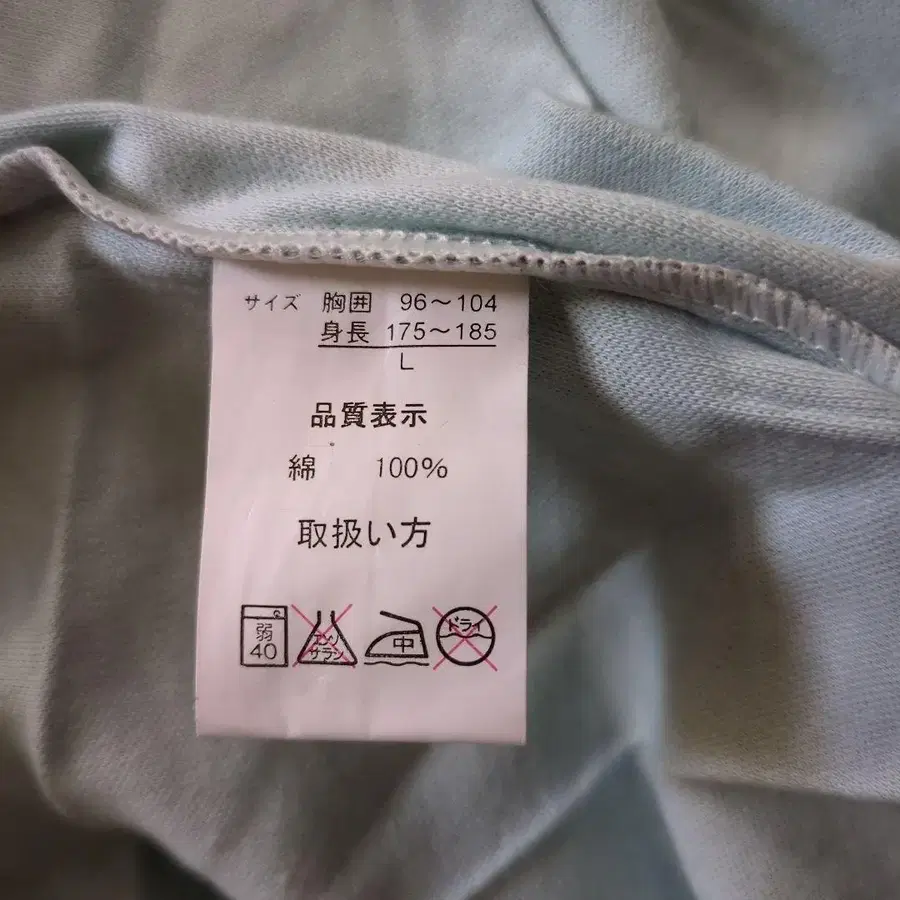 サイズ 胸囲 96～104
身長 175～185
L
品質表示
綿 100%
取扱い方
弱 40
エンソ サラシ
中
ドライ